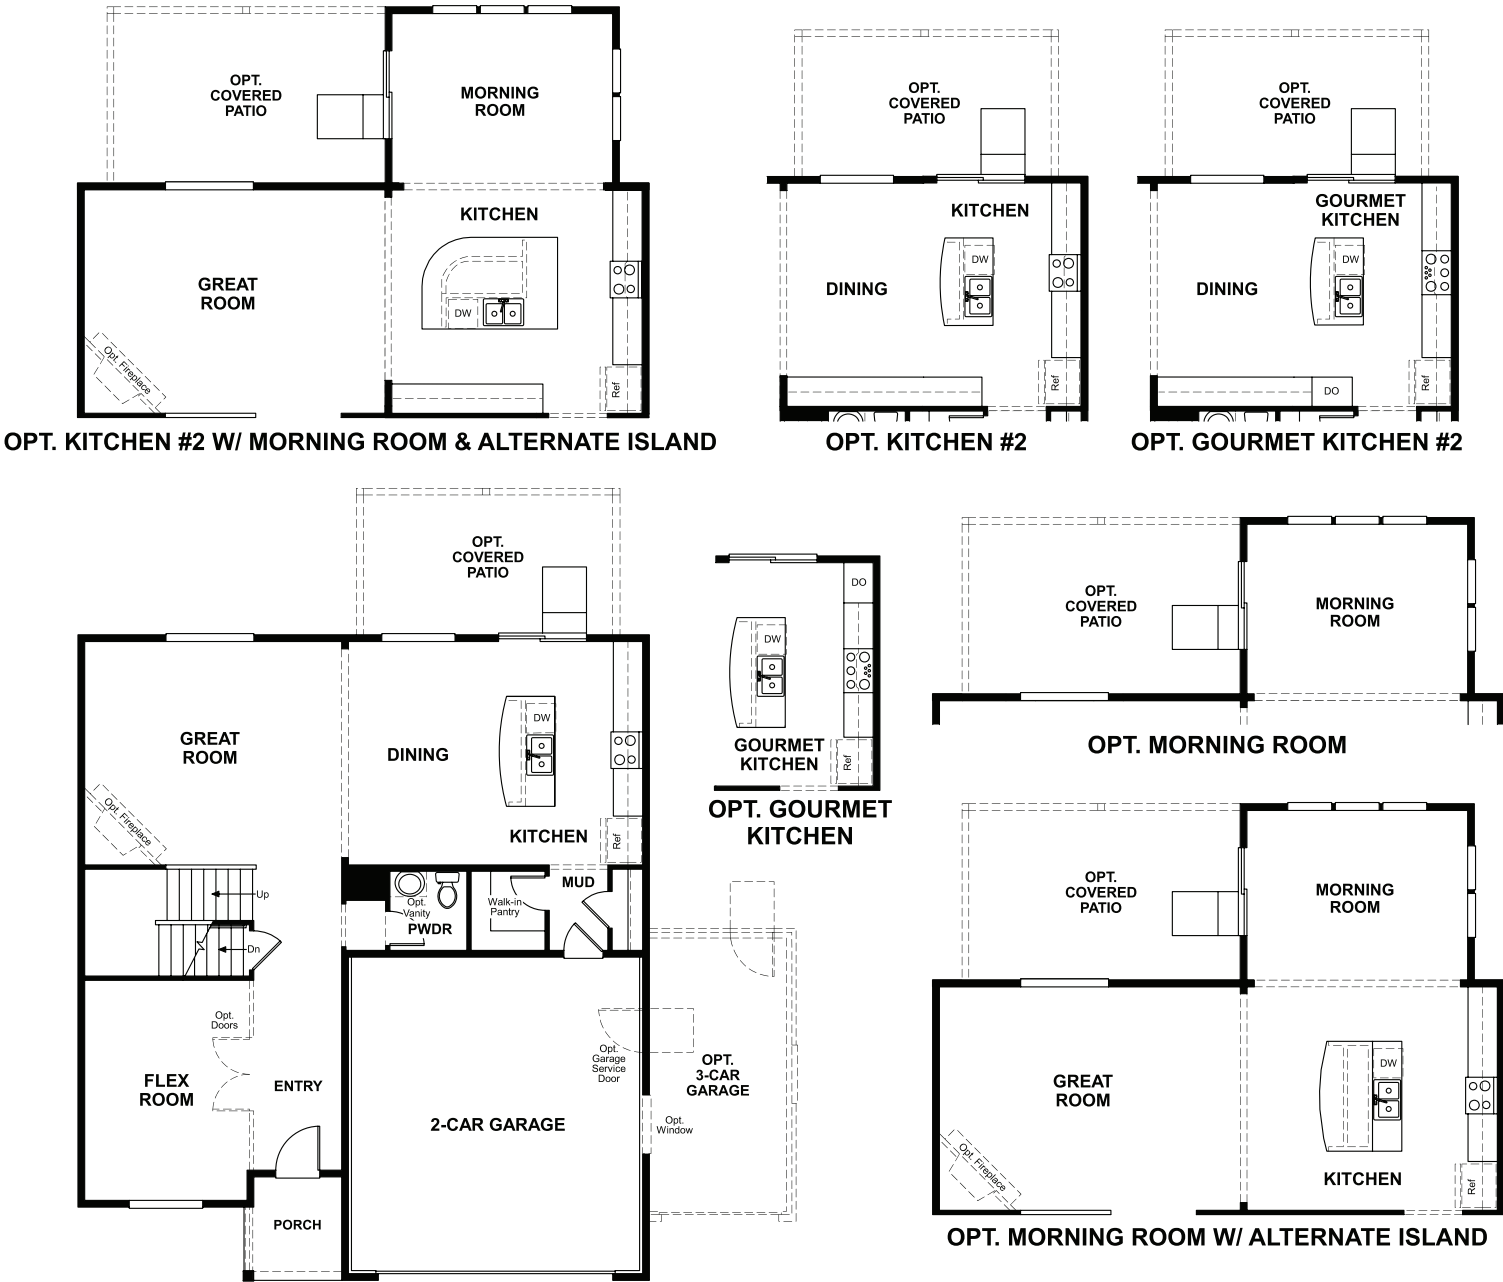 OPT.
COVERED
PATIO
MORNING
ROOM
KITCHEN
GREAT
ROOM
DW
Opt. Fireplace
Ref
OPT. KITCHEN #2 W/ MORNING ROOM & ALTERNATE ISLAND
OPT.
COVERED
PATIO
KITCHEN
DW
DINING
Ref
OPT. KITCHEN #2
OPT.
COVERED
PATIO
GOURMET
KITCHEN
DW
DINING
Ref
DO
OPT. GOURMET KITCHEN #2
OPT.
COVERED
PATIO
GREAT
ROOM
DINING
DW
KITCHEN
Ref
Opt. Fireplace
Up
Dn
Opt.
Vanity
PWDR
Walk-in
Pantry
MUD
Opt.
Doors
FLEX
ROOM
ENTRY
PORCH
2-CAR GARAGE
Opt.
Garage
Service
Door
OPT.
3-CAR
GARAGE
Opt.
Window
DO
DW
GOURMET
KITCHEN
Ref
OPT. GOURMET
KITCHEN
OPT.
COVERED
PATIO
MORNING
ROOM
OPT. MORNING ROOM
OPT.
COVERED
PATIO
MORNING
ROOM
GREAT
ROOM
DW
KITCHEN
Opt. Fireplace
Ref
OPT. MORNING ROOM W/ ALTERNATE ISLAND